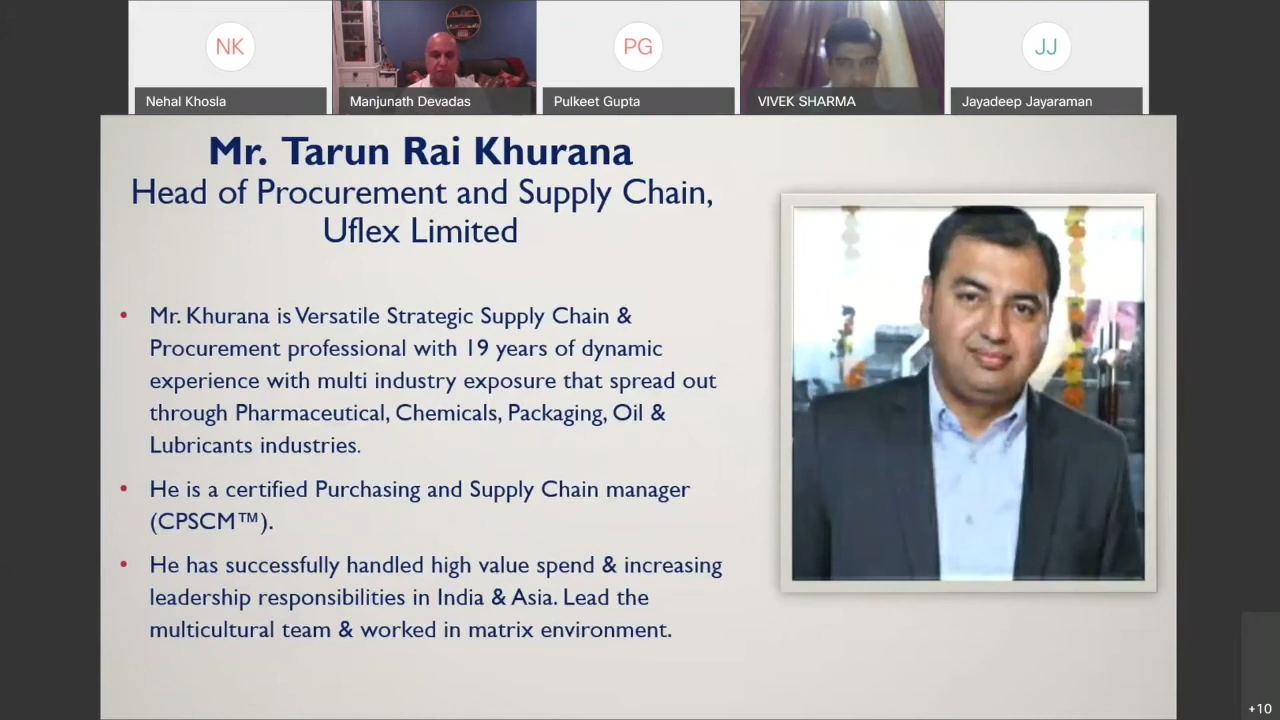 NK
PG
JJ
Nehal Khosla
Manjunath Devadas
Pulkeet Gupta
VIVEK SHARMA
Jayadeep Jayaraman
Mr. Tarun Rai Khurana
Head of Procurement and Supply Chain,
Uflex Limited
• Mr. Khurana is Versatile Strategic Supply Chain &
Procurement professional with 19 years of dynamic
experience with multi industry exposure that spread out
through Pharmaceutical, Chemicals, Packaging, Oil &
Lubricants industries.
• He is a certified Purchasing and Supply Chain manager
(CPSCM™).
• He has successfully handled high value spend & increasing
leadership responsibilities in India & Asia. Lead the
multicultural team & worked in matrix environment.
+10